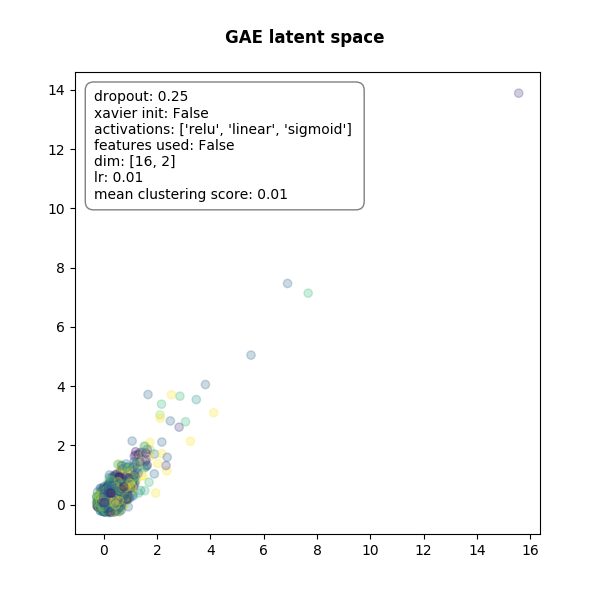 GAE latent space
dropout: 0.25
xavier init: False
activations: ['relu', 'linear', 'sigmoid']
features used: False
dim: [16, 2]
lr: 0.01
mean clustering score: 0.01
14
12
10
8
6
4
2
0
0 2 4 6 8 10 12 14 16